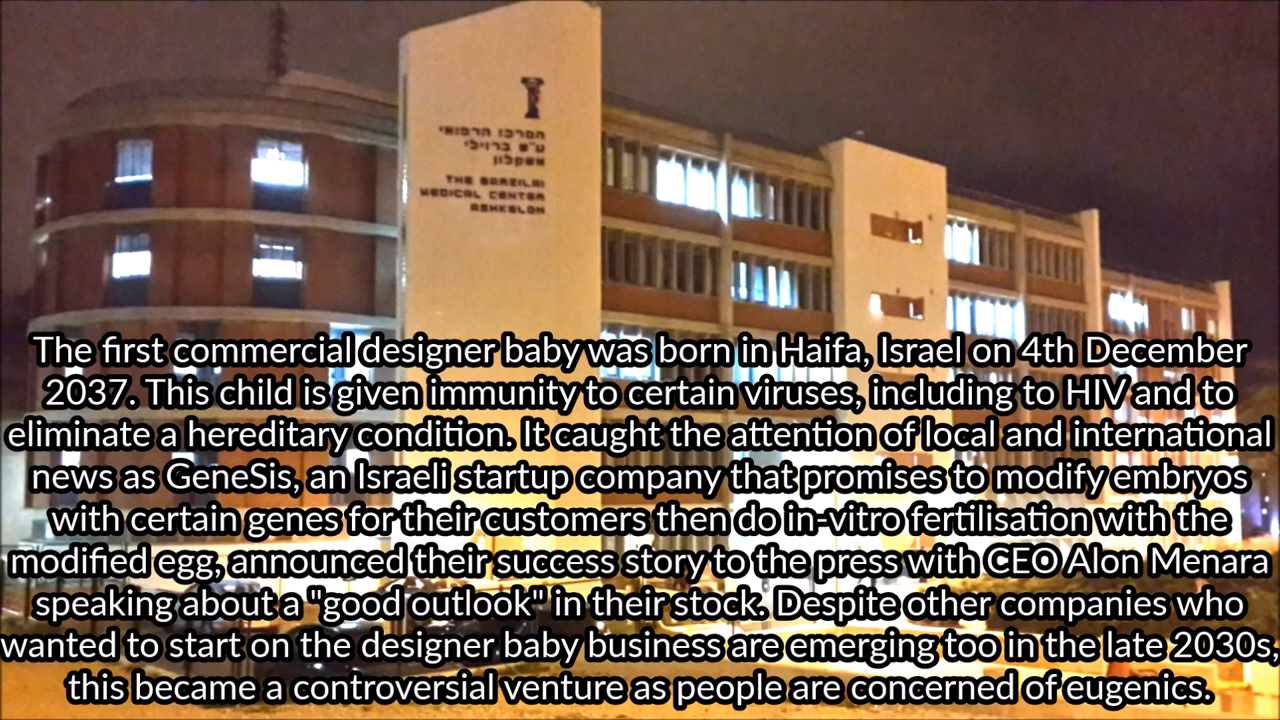 המרכז הרפואי
ע"ש ברזילי
אשקלון
THE BARZILAI
MEDICAL CENTER
ASHKELON
The first commercial designer baby was born in Haifa, Israel on 4th December
2037. This child is given immunity to certain viruses, including to HIV and to
eliminate a hereditary condition. It caught the attention of local and international
news as GeneSis, an Israeli startup company that promises to modify embryos
with certain genes for their customers then do in-vitro fertilisation with the
modified egg, announced their success story to the press with CEO Alon Menara
speaking about a "good outlook" in their stock. Despite other companies who
wanted to start on the designer baby business are emerging too in the late 2030s,
this became a controversial venture as people are concerned of eugenics.